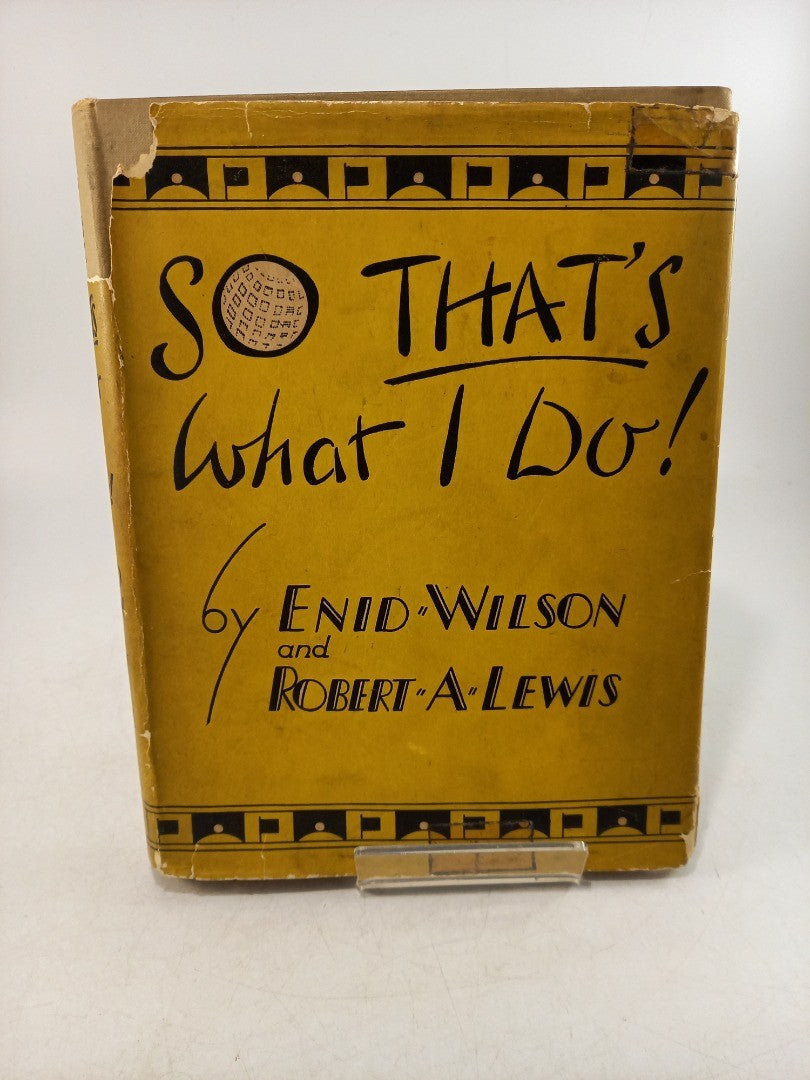 SO THAT'S
What I Do!
by ENID "WILSON
and
ROBERT "A" LEWIS